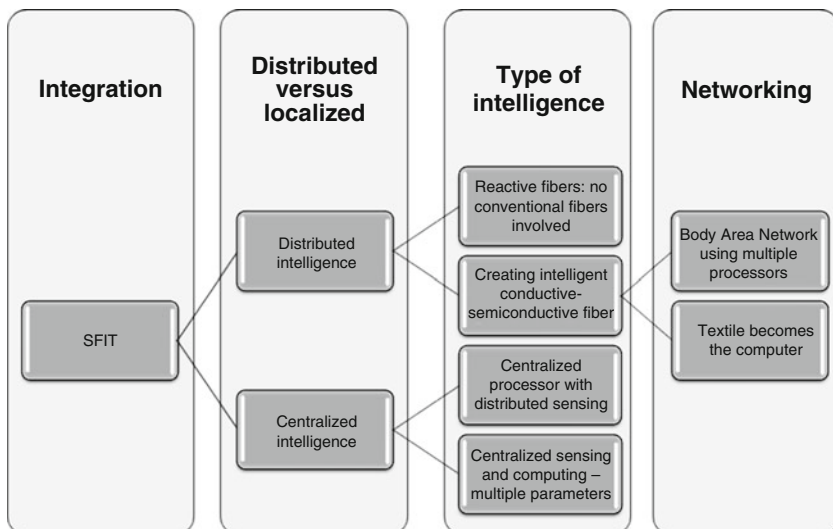 Integration
SFIT
Distributed
versus
localized
Distributed
intelligence
Centralized
intelligence
Type of
intelligence
Reactive fibers: no
conventional fibers
involved
Creating intelligent
conductive-
semiconductive fiber
Centralized
processor with
distributed sensing
Centralized sensing
and computing –
multiple parameters
Networking
Body Area Network
using multiple
processors
Textile becomes
the computer